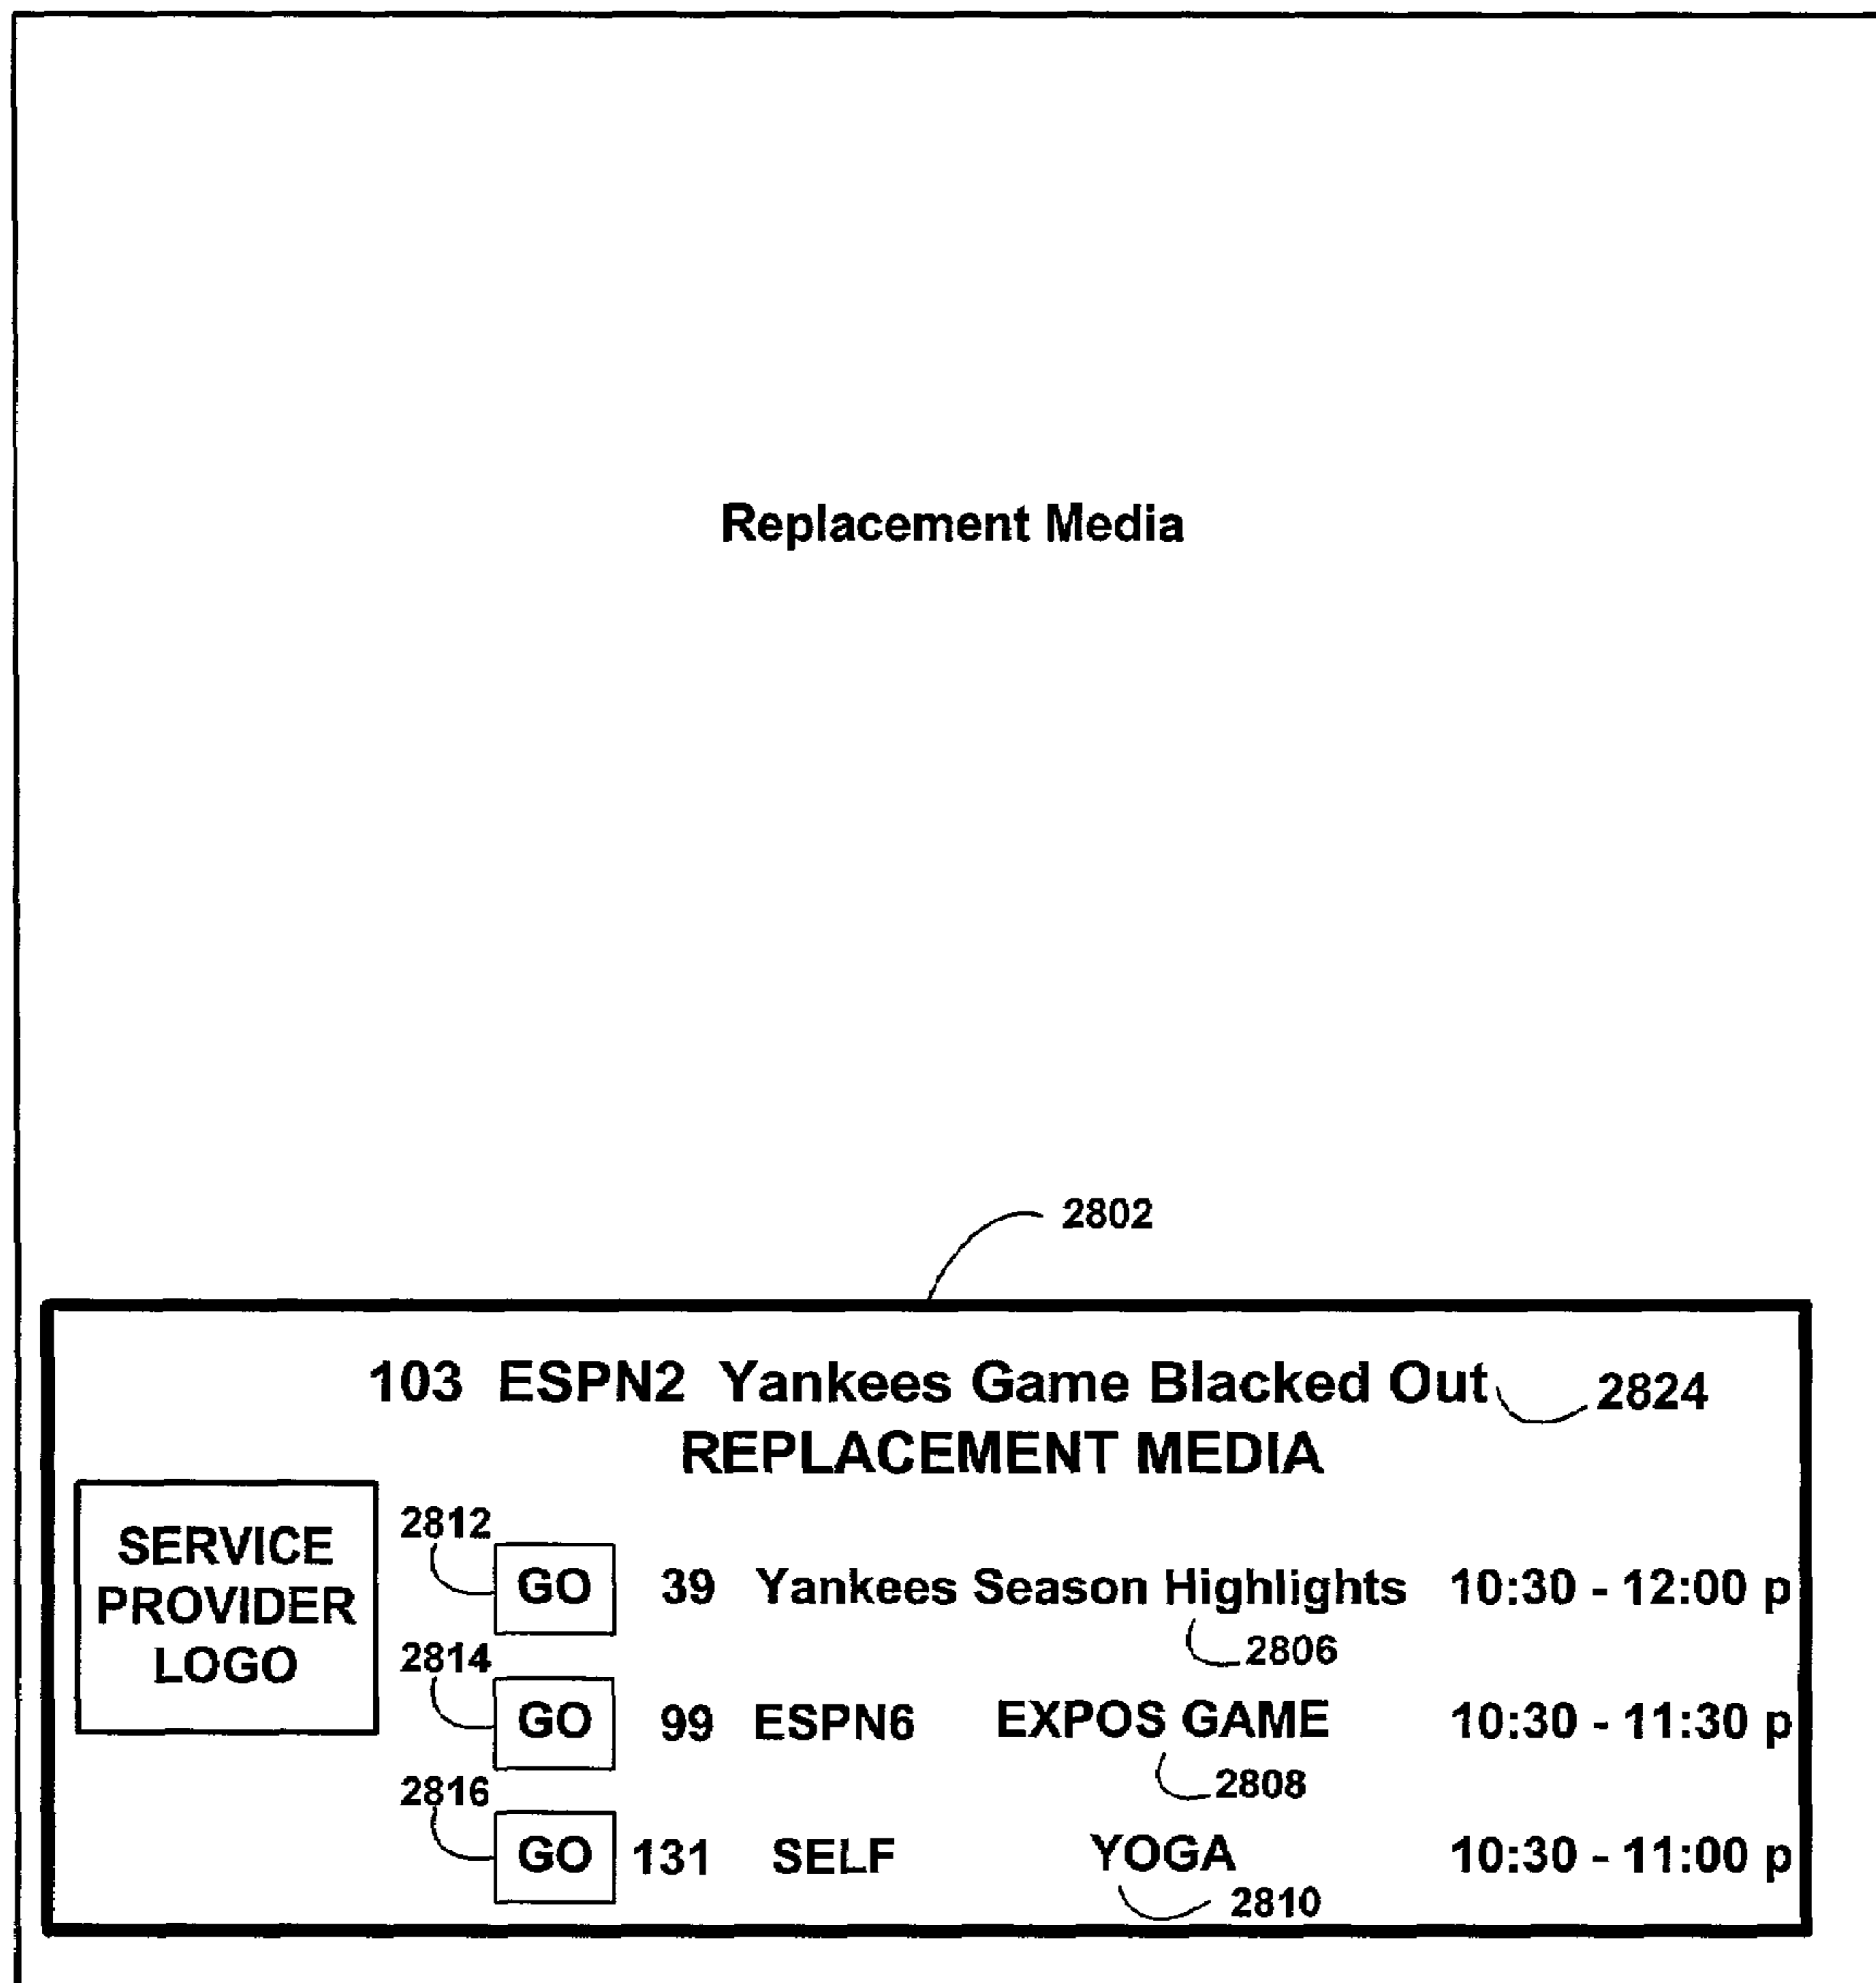 Replacement Media
2802
103 ESPN2 Yankees Game Blacked Out 2824
REPLACEMENT MEDIA
SERVICE
PROVIDER
LOGO
2812
GO 39 Yankees Season Highlights 10:30 - 12:00 p
2806
2814
GO 99 ESPN6 EXPOS GAME 10:30 - 11:30 p
2808
2816
GO 131 SELF YOGA 10:30 - 11:00 p
2810